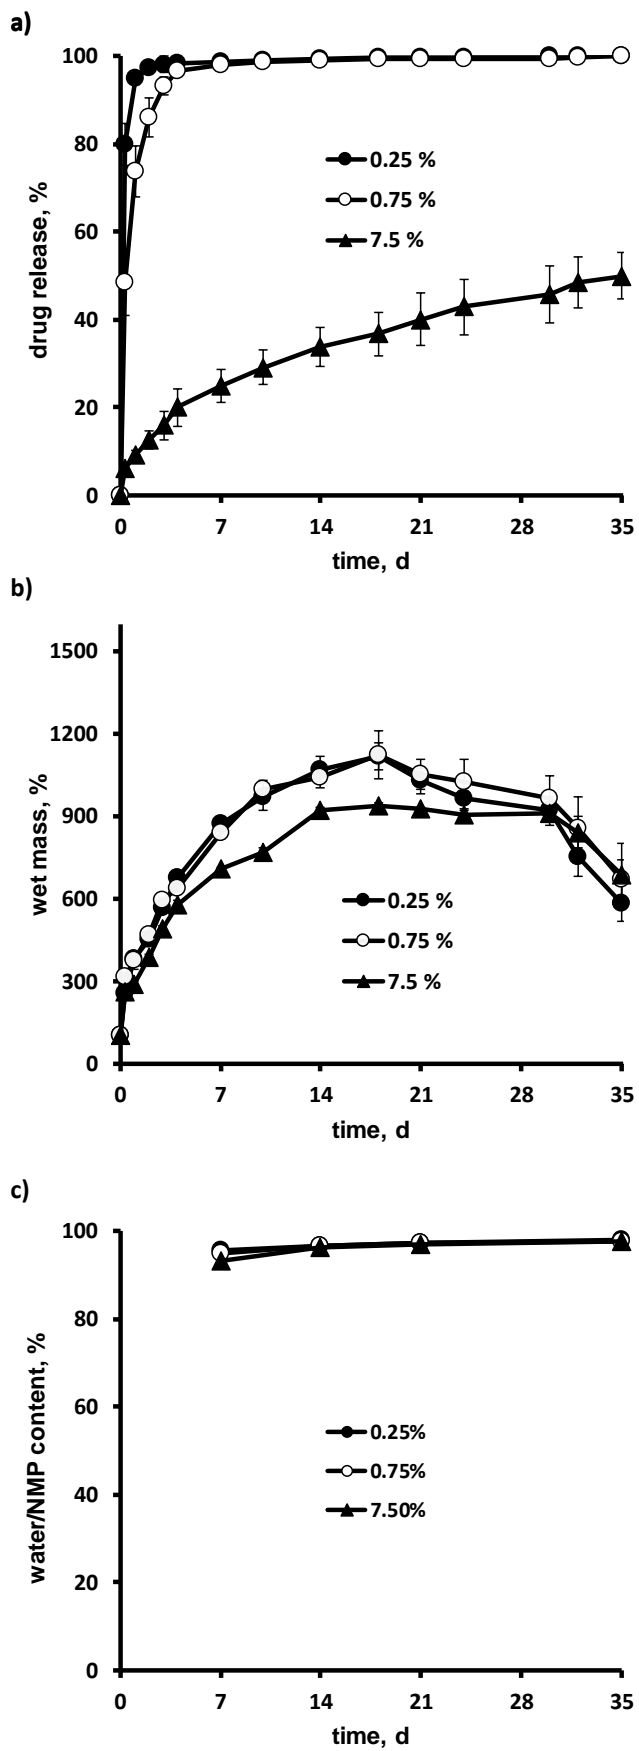 a)
100
80
60
40
20
0
drug release, %
0.25 %
0.75 %
7.5 %
0 7 14 21 28 35
time, d
b)
1500
1200
900
600
300
0
wet mass, %
0.25 %
0.75 %
7.5 %
0 7 14 21 28 35
time, d
c)
100
80
60
40
20
0
water/NMP content, %
0.25%
0.75%
7.50%
0 7 14 21 28 35
time, d